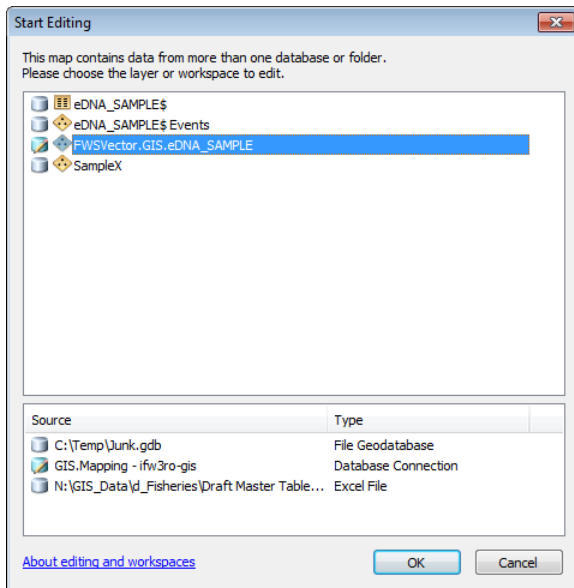 Start Editing
This map contains data from more than one database or folder.
Please choose the layer or workspace to edit.
eDNA_SAMPLE$
eDNA_SAMPLE$ Events
FWSVector.GIS.eDNA_SAMPLE
SampleX
Source Type
C:\Temp\Junk.gdb File Geodatabase
GIS.Mapping - ifw3ro-gis Database Connection
N:\GIS_Data\d_Fisheries\Draft Master Table... Excel File
About editing and workspaces OK Cancel